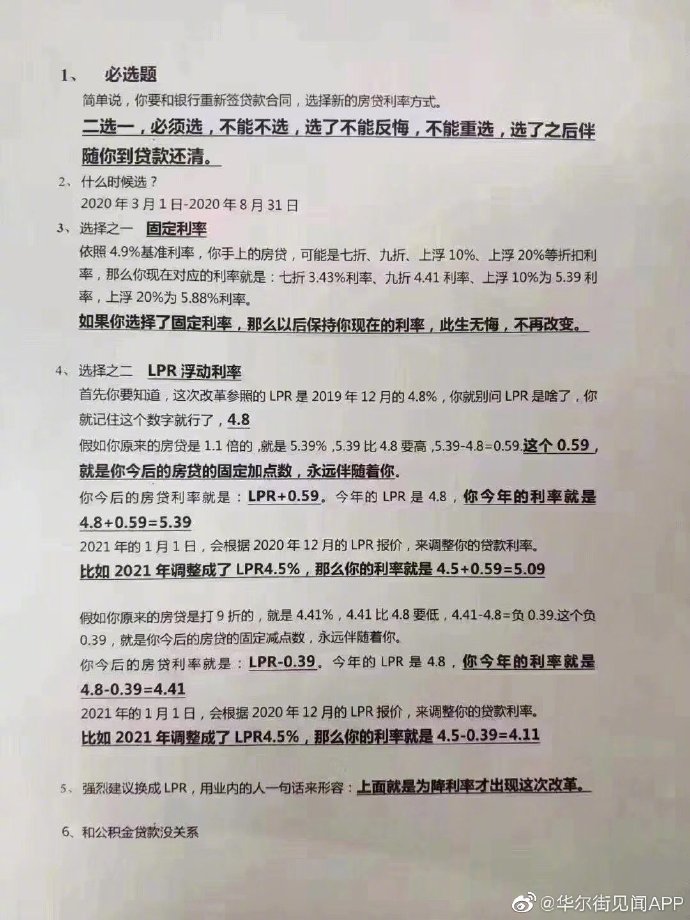 1、 必选题
简单说，你要和银行重新签贷款合同，选择新的房贷利率方式。
二选一，必须选，不能不选，选了不能反悔，不能重选，选了之后伴
随你到贷款还清。
2、 什么时候选？
2020年3月1日-2020年8月31日
3、 选择之一 固定利率
依照 4.9%基准利率，你手上的房贷，可能是七折、九折、上浮10%、上浮20%等折扣利
率，那么你现在对应的利率就是：七折 3.43%利率、九折 4.41 利率、上浮 10%为 5.39 利
率，上浮 20%为 5.88%利率。
如果你选择了固定利率，那么以后保持你现在的利率，此生无悔，不再改变。
4、 选择之二 LPR 浮动利率
首先你要知道，这次改革参照的 LPR 是 2019 年 12 月的 4.8%，你就别问 LPR 是啥了，你
就记住这个数字就行了，4.8
假如你原来的房贷是 1.1 倍的 ,就是 5.39% ,5.39 比 4.8 要高 ,5.39-4.8=0.59.这个 0.59，
就是你今后的房贷的固定加点数，永远伴随着你。
你今后的房贷利率就是：LPR+0.59。今年的 LPR 是 4.8，你今年的利率就是
4.8+0.59=5.39
2021 年的 1 月 1 日，会根据 2020 年 12 月的 LPR 报价，来调整你的贷款利率。
比如 2021 年调整成了 LPR4.5%，那么你的利率就是 4.5+0.59=5.09
假如你原来的房贷是打 9 折的，就是 4.41%，4.41 比 4.8 要低，4.41-4.8=负 0.39.这个负
0.39，就是你今后的房贷的固定减点数，永远伴随着你。
你今后的房贷利率就是：LPR-0.39。今年的 LPR 是 4.8，你今年的利率就是
4.8-0.39=4.41
2021 年的 1 月 1 日，会根据 2020 年 12 月的 LPR 报价，来调整你的贷款利率。
比如 2021 年调整成了 LPR4.5%，那么你的利率就是 4.5-0.39=4.11
5、 强烈建议换成 LPR，用业内的人一句话来形容：上面就是为降利率才出现这次改革。
6、和公积金贷款没关系
@华尔街见闻APP